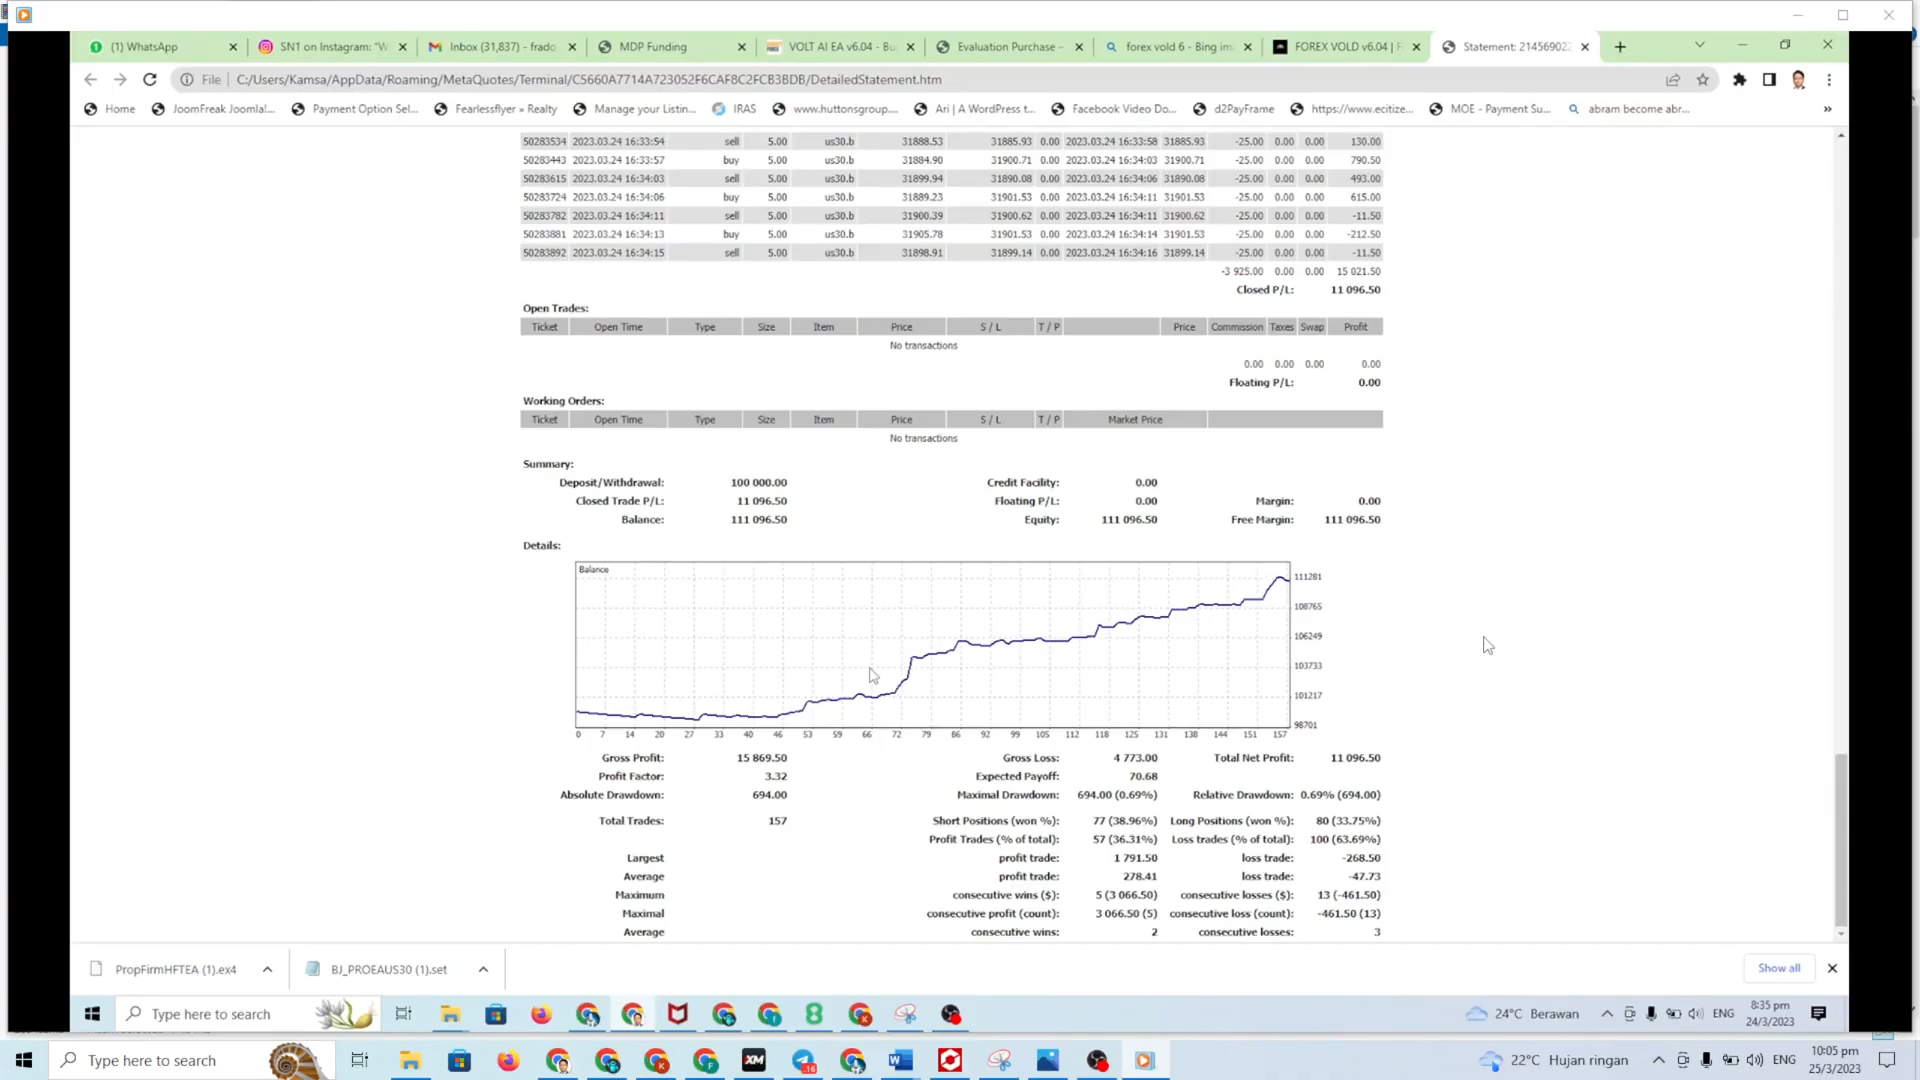 (1) WhatsApp
SN1 on Instagram: "W
Inbox (31,837) - frado
MDP Funding
VOLT AI EA v6.04 - Bu
Evaluation Purchase -
forex vold 6 - Bing im
FOREX VOLD v6.04 | F
Statement: 214569022
File | C:/Users/Kamsa/AppData/Roaming/MetaQuotes/Terminal/C5660A7714A723052F6CAF8C2FCB3BDB/DetailedStatement.htm
Home
JoomFreak Joomla!...
Payment Option Sel...
Fearlessflyer » Realty
Manage your Listin...
IRAS
www.huttonsgroup....
Ari | A WordPress t...
Facebook Video Do...
d2PayFrame
https://www.ecitize...
MOE - Payment Su...
abram become abr...
»
50283534 2023.03.24 16:33:54 sell 5.00 us30.b 31888.53 31885.93 0.00 2023.03.24 16:33:58 31885.93 -25.00 0.00 0.00 130.00
50283443 2023.03.24 16:33:57 buy 5.00 us30.b 31884.90 31900.71 0.00 2023.03.24 16:34:03 31900.71 -25.00 0.00 0.00 790.50
50283615 2023.03.24 16:34:03 sell 5.00 us30.b 31899.94 31890.08 0.00 2023.03.24 16:34:06 31890.08 -25.00 0.00 0.00 493.00
50283724 2023.03.24 16:34:06 buy 5.00 us30.b 31889.23 31901.53 0.00 2023.03.24 16:34:11 31901.53 -25.00 0.00 0.00 615.00
50283782 2023.03.24 16:34:11 sell 5.00 us30.b 31900.39 31900.62 0.00 2023.03.24 16:34:11 31900.62 -25.00 0.00 0.00 -11.50
50283881 2023.03.24 16:34:13 buy 5.00 us30.b 31905.78 31901.53 0.00 2023.03.24 16:34:14 31901.53 -25.00 0.00 0.00 -212.50
50283892 2023.03.24 16:34:15 sell 5.00 us30.b 31898.91 31899.14 0.00 2023.03.24 16:34:16 31899.14 -25.00 0.00 0.00 -11.50
-3 925.00 0.00 0.00 15 021.50
Closed P/L: 11 096.50
Open Trades:
Ticket Open Time Type Size Item Price S / L T / P Price Commission Taxes Swap Profit
No transactions
0.00 0.00 0.00 0.00
Floating P/L: 0.00
Working Orders:
Ticket Open Time Type Size Item Price S / L T / P Market Price
No transactions
Summary:
Deposit/Withdrawal: 100 000.00 Credit Facility: 0.00
Closed Trade P/L: 11 096.50 Floating P/L: 0.00 Margin: 0.00
Balance: 111 096.50 Equity: 111 096.50 Free Margin: 111 096.50
Details:
Balance
111281
108765
106249
103733
101217
98701
0 7 14 20 27 33 40 46 53 59 66 72 79 86 92 99 105 112 118 125 131 138 144 151 157
Gross Profit: 15 869.50 Gross Loss: 4 773.00 Total Net Profit: 11 096.50
Profit Factor: 3.32 Expected Payoff: 70.68
Absolute Drawdown: 694.00 Maximal Drawdown: 694.00 (0.69%) Relative Drawdown: 0.69% (694.00)
Total Trades: 157 Short Positions (won %): 77 (38.96%) Long Positions (won %): 80 (33.75%)
Profit Trades (% of total): 57 (36.31%) Loss trades (% of total): 100 (63.69%)
Largest profit trade: 1 791.50 loss trade: -268.50
Average profit trade: 278.41 loss trade: -47.73
Maximum consecutive wins ($): 5 (3 066.50) consecutive losses ($): 13 (-461.50)
Maximal consecutive profit (count): 3 066.50 (5) consecutive loss (count): -461.50 (13)
Average consecutive wins: 2 consecutive losses: 3
PropFirmHFTEA (1).ex4
BJ_PROEAUS30 (1).set
Show all
Type here to search
24°C Berawan
ENG
8:35 pm
24/3/2023
Type here to search
XM
16
22°C Hujan ringan
ENG
10:05 pm
25/3/2023